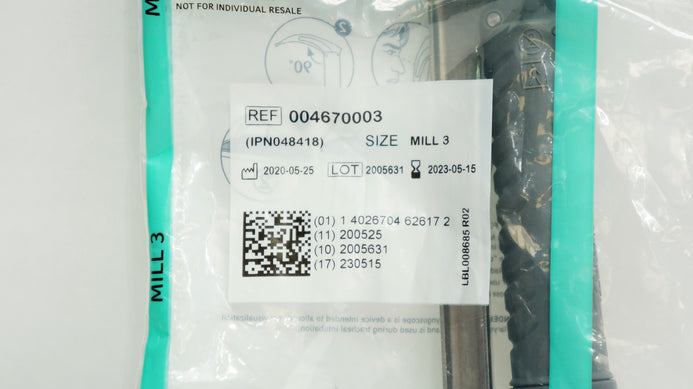 NOT FOR INDIVIDUAL RESALE
2
90°
REF 004670003
(IPN048418) SIZE MILL 3
2020-05-25 LOT 2005631 2023-05-15
(01) 1 4026704 62617 2
(11) 200525
(10) 2005631
(17) 230515
LBL008685 R02
MILL 3
M